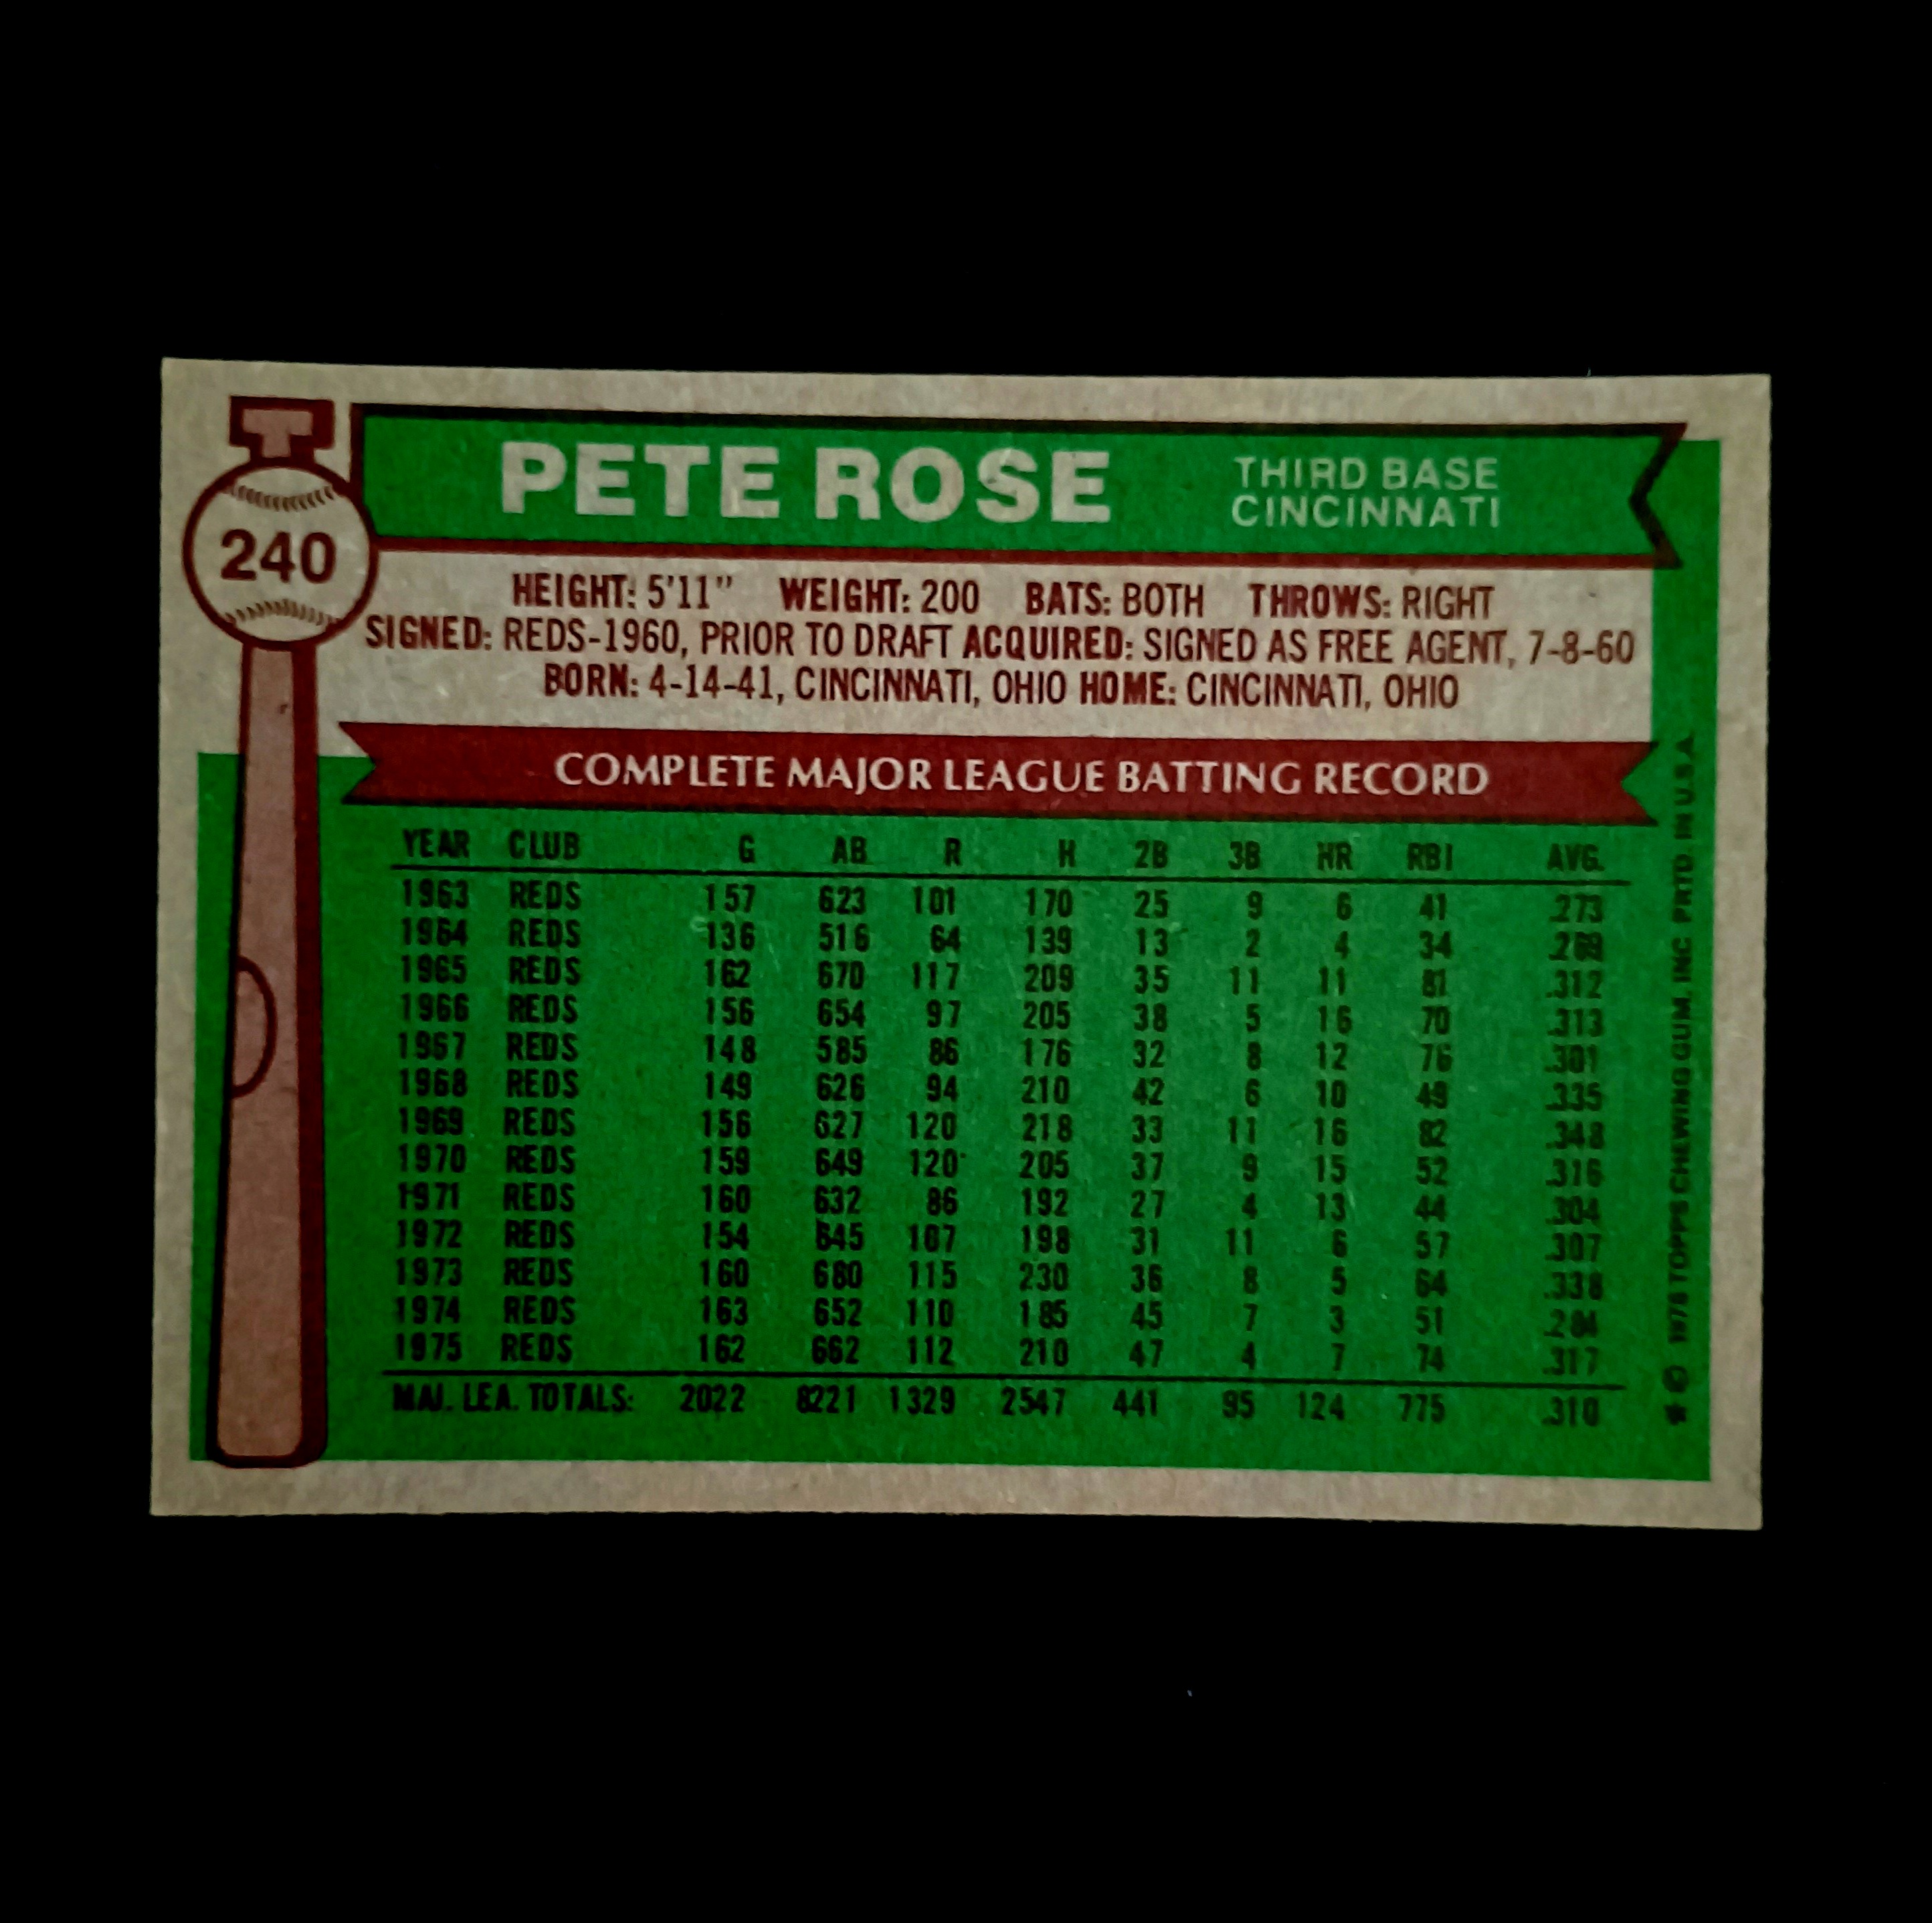 T
240
PETE ROSE
THIRD BASE
CINCINNATI
HEIGHT: 5'11" WEIGHT: 200 BATS: BOTH THROWS: RIGHT
SIGNED: REDS-1960, PRIOR TO DRAFT ACQUIRED: SIGNED AS FREE AGENT, 7-8-60
BORN: 4-14-41, CINCINNATI, OHIO HOME: CINCINNATI, OHIO
COMPLETE MAJOR LEAGUE BATTING RECORD
YEAR CLUB G AB R H 2B 3B HR RBI AVG.
1963 REDS 157 623 101 170 25 9 6 41 .273
1964 REDS 136 516 64 139 13 2 4 34 .269
1965 REDS 162 670 117 209 35 11 11 81 .312
1966 REDS 156 654 97 205 38 5 16 70 .313
1967 REDS 148 585 86 176 32 8 12 76 .301
1968 REDS 149 626 94 210 42 6 10 49 .335
1969 REDS 156 627 120 218 33 11 16 82 .348
1970 REDS 159 649 120 205 37 9 15 52 .316
1971 REDS 160 632 86 192 27 4 13 44 .304
1972 REDS 154 645 107 198 31 11 6 57 .307
1973 REDS 160 680 115 230 36 8 5 64 .338
1974 REDS 163 652 110 185 45 7 3 51 .284
1975 REDS 162 662 112 210 47 4 7 74 .317
MAJ. LEA. TOTALS: 2022 8221 1329 2547 441 95 124 775 .310
* © 1976 TOPPS CHEWING GUM, INC. PRTD. IN U.S.A.